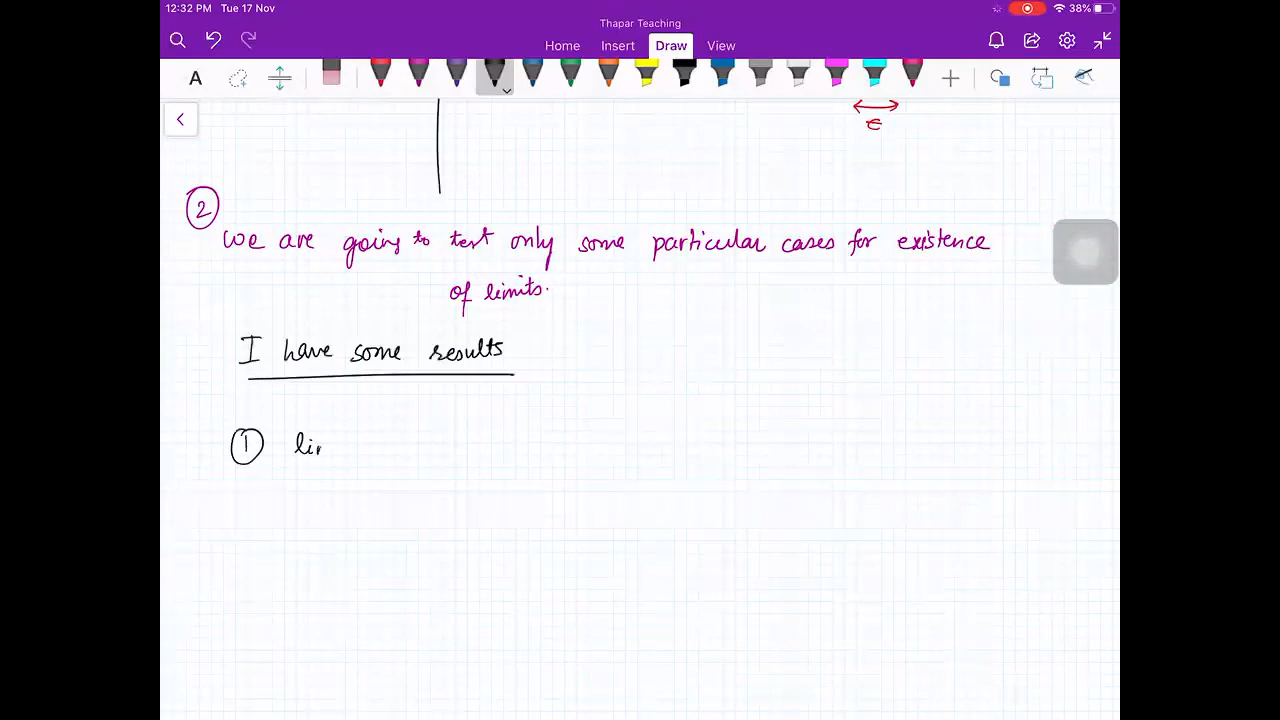 12:32 PM Tue 17 Nov
38%
Thapar Teaching
Home Insert Draw View
A
∈
2
We are going to test only some particular cases for existence
of limits.
I have some results
1 lir